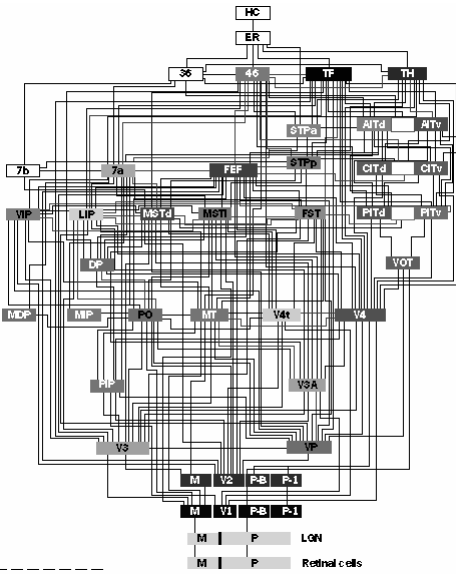 HC
ER
36 46 TF TH
STPa AITd AITv
7b 7a FEF STPp CITd CITv
VIP LIP MSTd MSTl FST PITd PITv
DP VOT
MDP MIP PO MT V4t V4
PIP V3A
V3 VP
M V2 P-B P-1
M V1 P-B P-1
M P LGN
M P Retinal cells